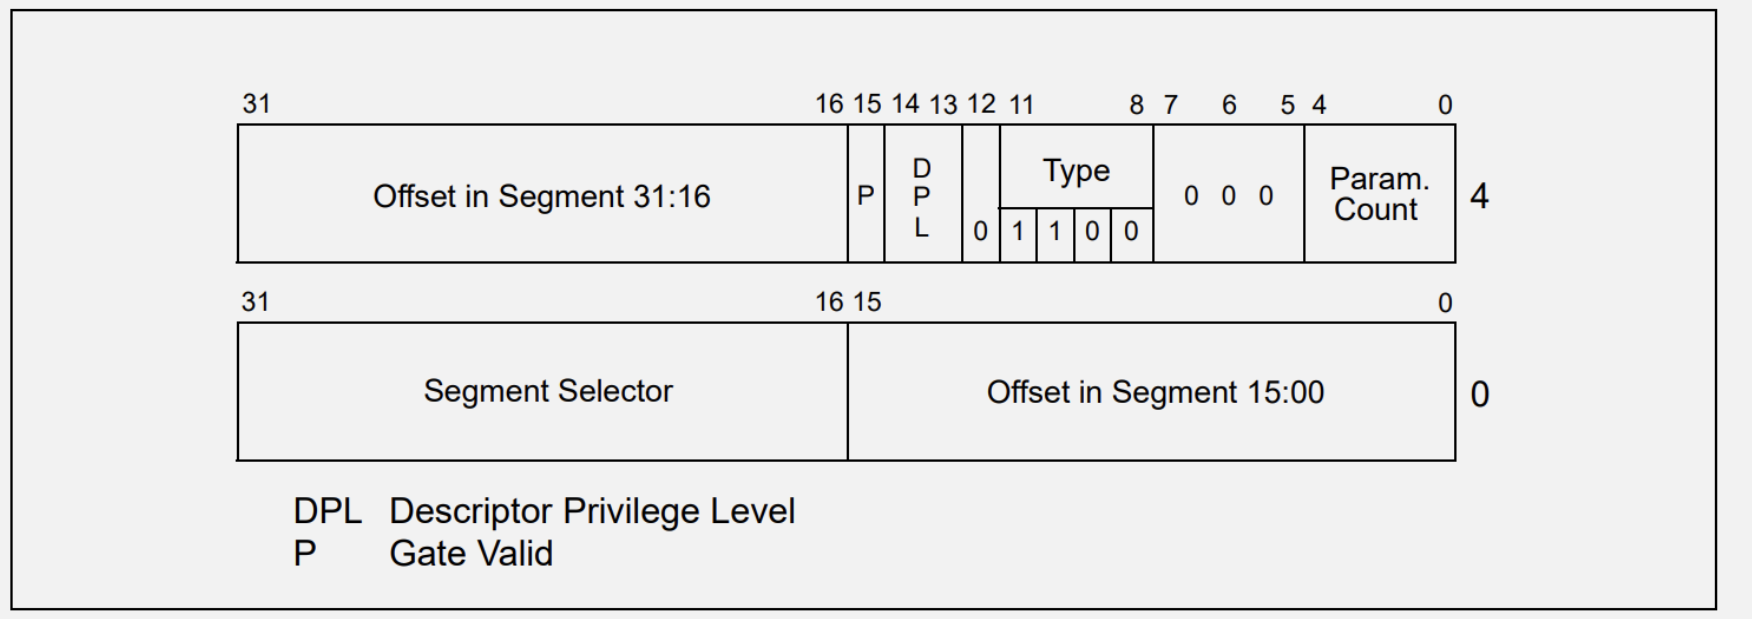 31 16 15 14 13 12 11 8 7 6 5 4 0
Offset in Segment 31:16 P D P L 0 Type 1 1 0 0 0 0 0 Param. Count 4
31 16 15 0
Segment Selector Offset in Segment 15:00 0
DPL Descriptor Privilege Level
P Gate Valid